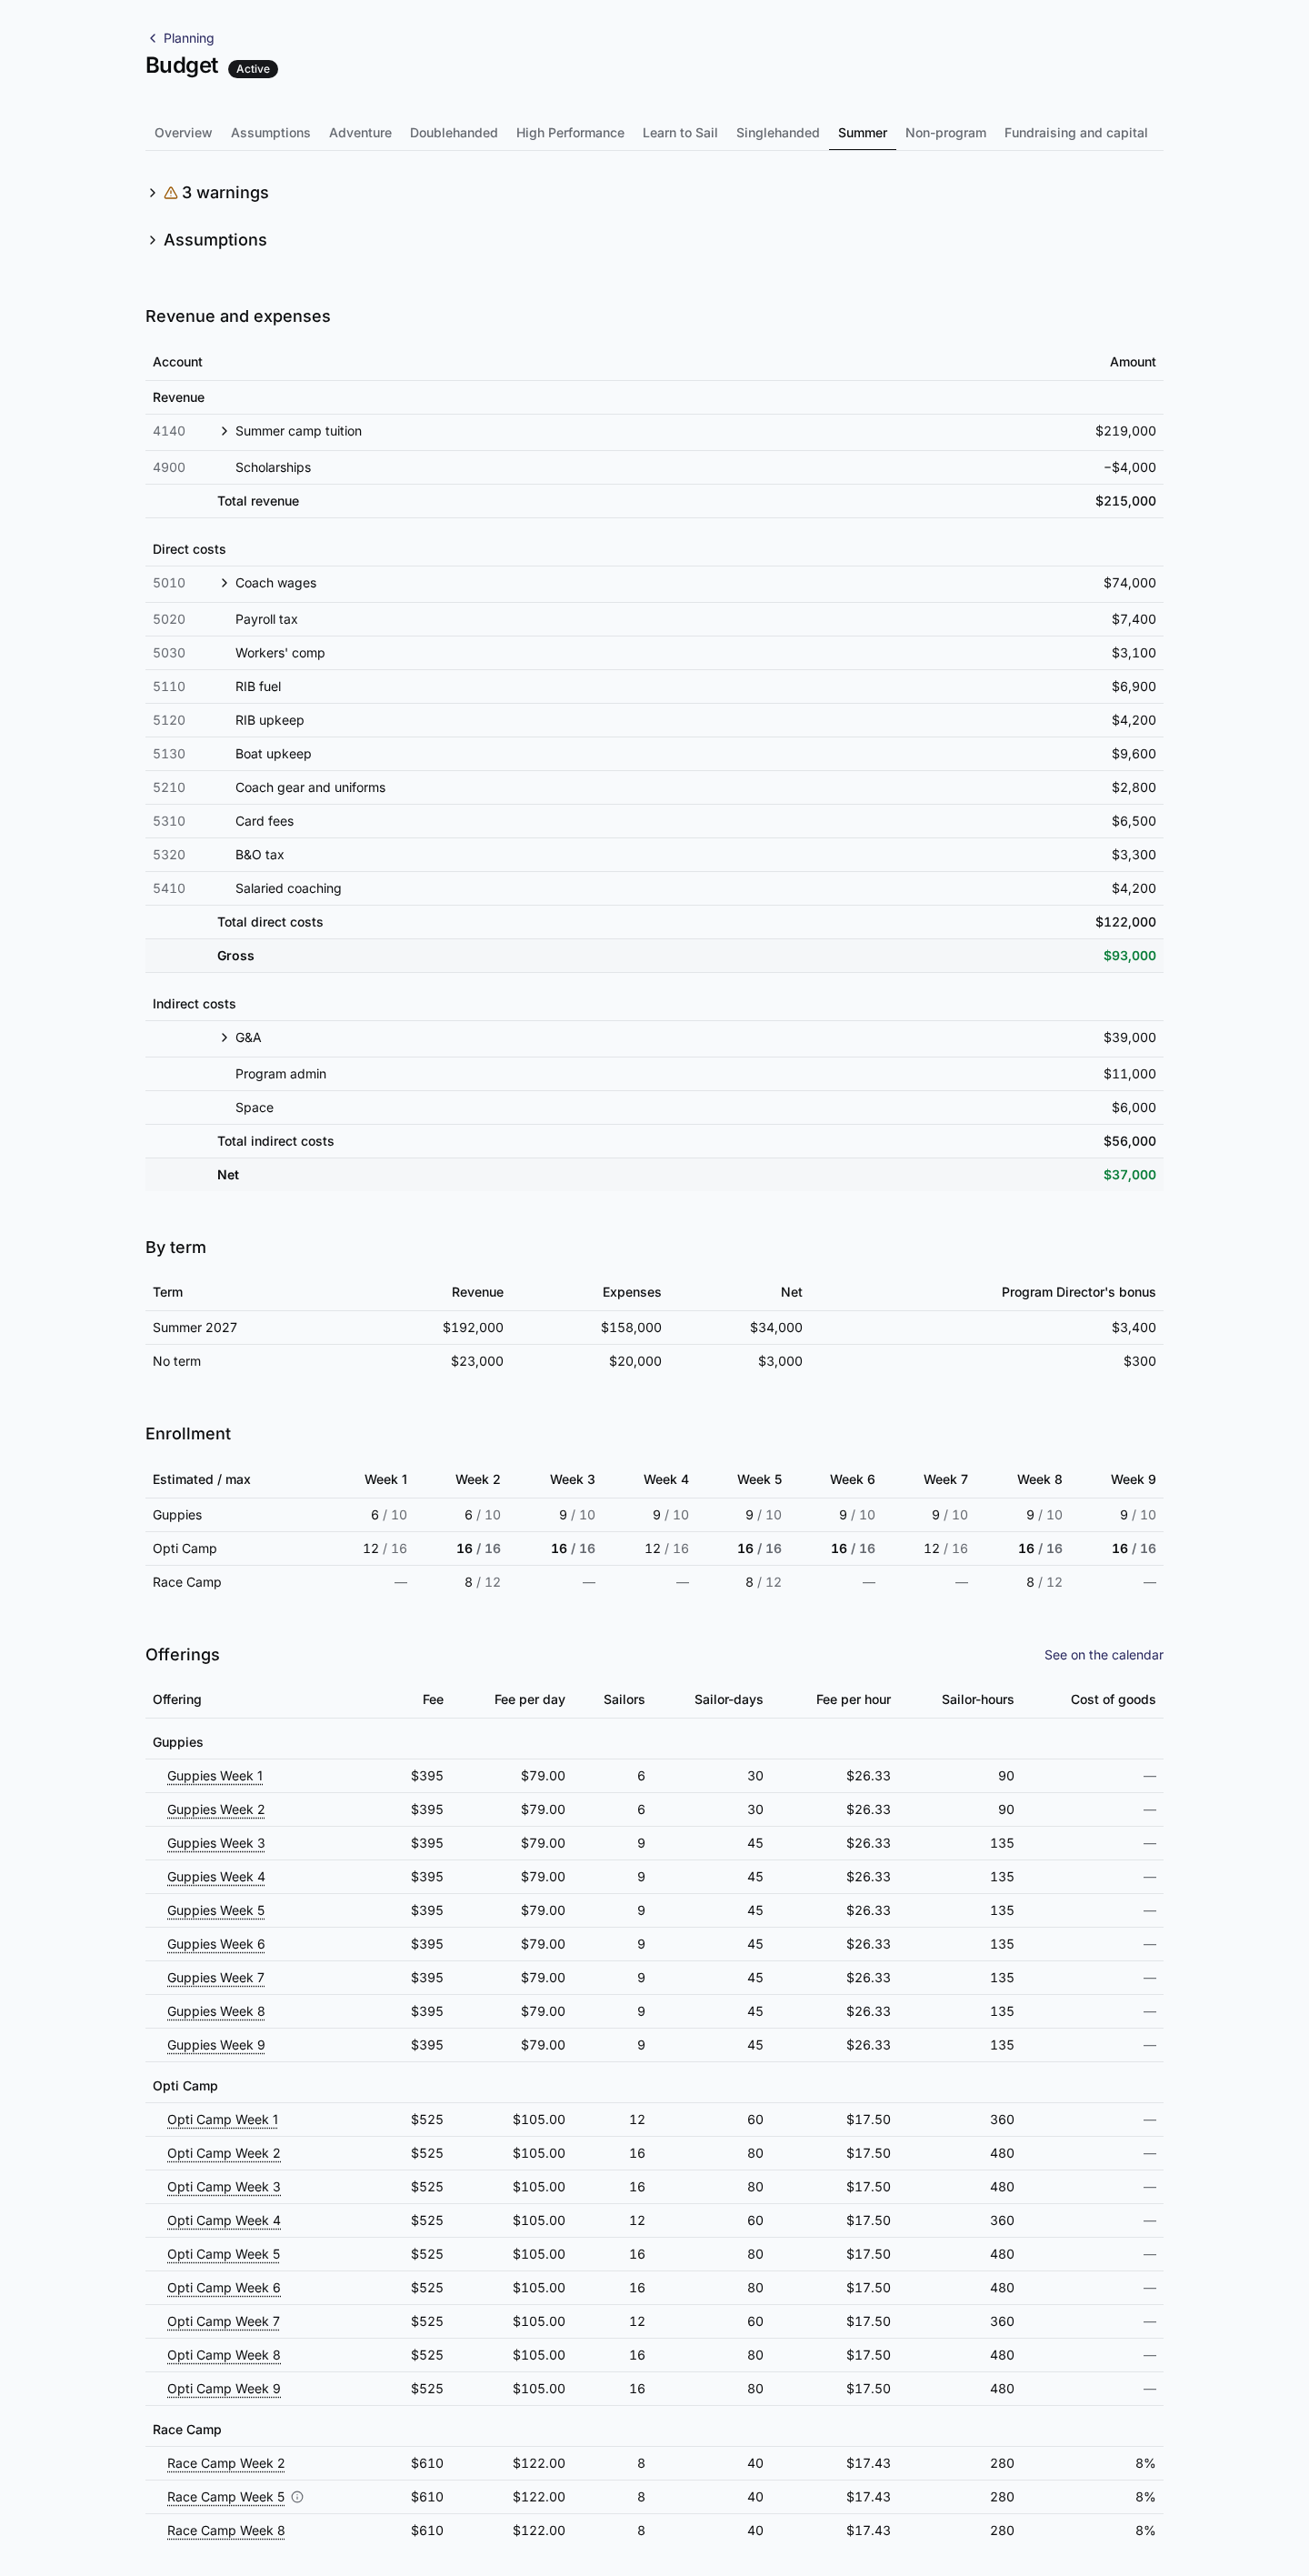 Planning
Budget Active
Overview Assumptions Adventure Doublehanded High Performance Learn to Sail Singlehanded Summer Non-program Fundraising and capital
3 warnings
Assumptions
Revenue and expenses
Account Amount
Revenue
4140 Summer camp tuition $219,000
4900 Scholarships −$4,000
Total revenue $215,000
Direct costs
5010 Coach wages $74,000
5020 Payroll tax $7,400
5030 Workers' comp $3,100
5110 RIB fuel $6,900
5120 RIB upkeep $4,200
5130 Boat upkeep $9,600
5210 Coach gear and uniforms $2,800
5310 Card fees $6,500
5320 B&O tax $3,300
5410 Salaried coaching $4,200
Total direct costs $122,000
Gross $93,000
Indirect costs
G&A $39,000
Program admin $11,000
Space $6,000
Total indirect costs $56,000
Net $37,000
By term
Term Revenue Expenses Net Program Director's bonus
Summer 2027 $192,000 $158,000 $34,000 $3,400
No term $23,000 $20,000 $3,000 $300
Enrollment
Estimated / max Week 1 Week 2 Week 3 Week 4 Week 5 Week 6 Week 7 Week 8 Week 9
Guppies 6 / 10 6 / 10 9 / 10 9 / 10 9 / 10 9 / 10 9 / 10 9 / 10 9 / 10
Opti Camp 12 / 16 16 / 16 16 / 16 12 / 16 16 / 16 16 / 16 12 / 16 16 / 16 16 / 16
Race Camp — 8 / 12 — — 8 / 12 — — 8 / 12 —
Offerings See on the calendar
Offering Fee Fee per day Sailors Sailor-days Fee per hour Sailor-hours Cost of goods
Guppies
Guppies Week 1 $395 $79.00 6 30 $26.33 90 —
Guppies Week 2 $395 $79.00 6 30 $26.33 90 —
Guppies Week 3 $395 $79.00 9 45 $26.33 135 —
Guppies Week 4 $395 $79.00 9 45 $26.33 135 —
Guppies Week 5 $395 $79.00 9 45 $26.33 135 —
Guppies Week 6 $395 $79.00 9 45 $26.33 135 —
Guppies Week 7 $395 $79.00 9 45 $26.33 135 —
Guppies Week 8 $395 $79.00 9 45 $26.33 135 —
Guppies Week 9 $395 $79.00 9 45 $26.33 135 —
Opti Camp
Opti Camp Week 1 $525 $105.00 12 60 $17.50 360 —
Opti Camp Week 2 $525 $105.00 16 80 $17.50 480 —
Opti Camp Week 3 $525 $105.00 16 80 $17.50 480 —
Opti Camp Week 4 $525 $105.00 12 60 $17.50 360 —
Opti Camp Week 5 $525 $105.00 16 80 $17.50 480 —
Opti Camp Week 6 $525 $105.00 16 80 $17.50 480 —
Opti Camp Week 7 $525 $105.00 12 60 $17.50 360 —
Opti Camp Week 8 $525 $105.00 16 80 $17.50 480 —
Opti Camp Week 9 $525 $105.00 16 80 $17.50 480 —
Race Camp
Race Camp Week 2 $610 $122.00 8 40 $17.43 280 8%
Race Camp Week 5 $610 $122.00 8 40 $17.43 280 8%
Race Camp Week 8 $610 $122.00 8 40 $17.43 280 8%